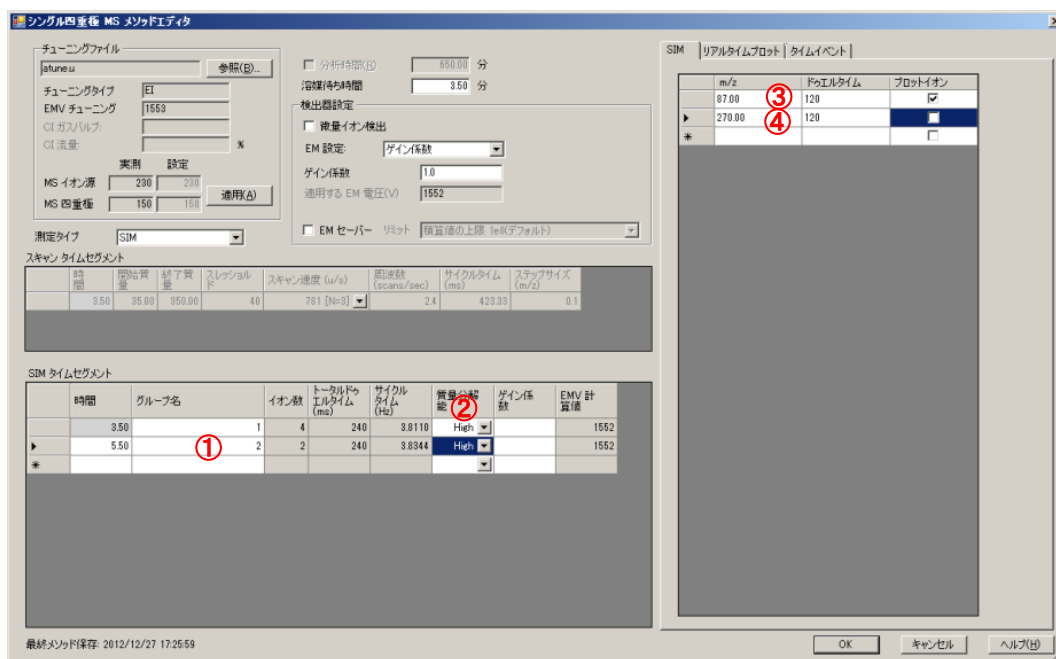 シングル四重極 MS メソッドエディタ
チューニングファイル
atune.u 参照(B)...
チューニングタイプ EI
EMV チューニング 1553
CI ガスバルブ:
CI 流量: %
実測 設定
MS イオン源 230 230
MS 四重極 150 150 適用(A)
測定タイプ SIM
分析時間(R) 650.00 分
溶媒待ち時間 3.50 分
検出器設定
微量イオン検出
EM 設定: ゲイン係数
ゲイン係数 1.0
適用する EM 電圧(V) 1552
EM セーバー リミット 積算値の上限 1e8(デフォルト)
スキャン タイムセグメント
時間 開始質量 終了質量 スレッショルド スキャン速度 (u/s) 周波数 (scans/sec) サイクルタイム (ms) ステップサイズ (m/z)
3.50 35.00 350.00 40 781 [N=3] 2.4 423.33 0.1
SIM タイムセグメント
時間 グループ名 イオン数 トータルドゥエルタイム (ms) サイクルタイム (Hz) 質量分解能 ② ゲイン係数 EMV 計算値
3.50 1 4 240 3.8110 High 1552
5.50 ① 2 2 240 3.8344 High 1552
最終メソッド保存: 2012/12/27 17:25:59
SIM リアルタイムプロット タイムイベント
m/z ドゥエルタイム プロットイオン
87.00 ③ 120
270.00 ④ 120
OK キャンセル ヘルプ(H)